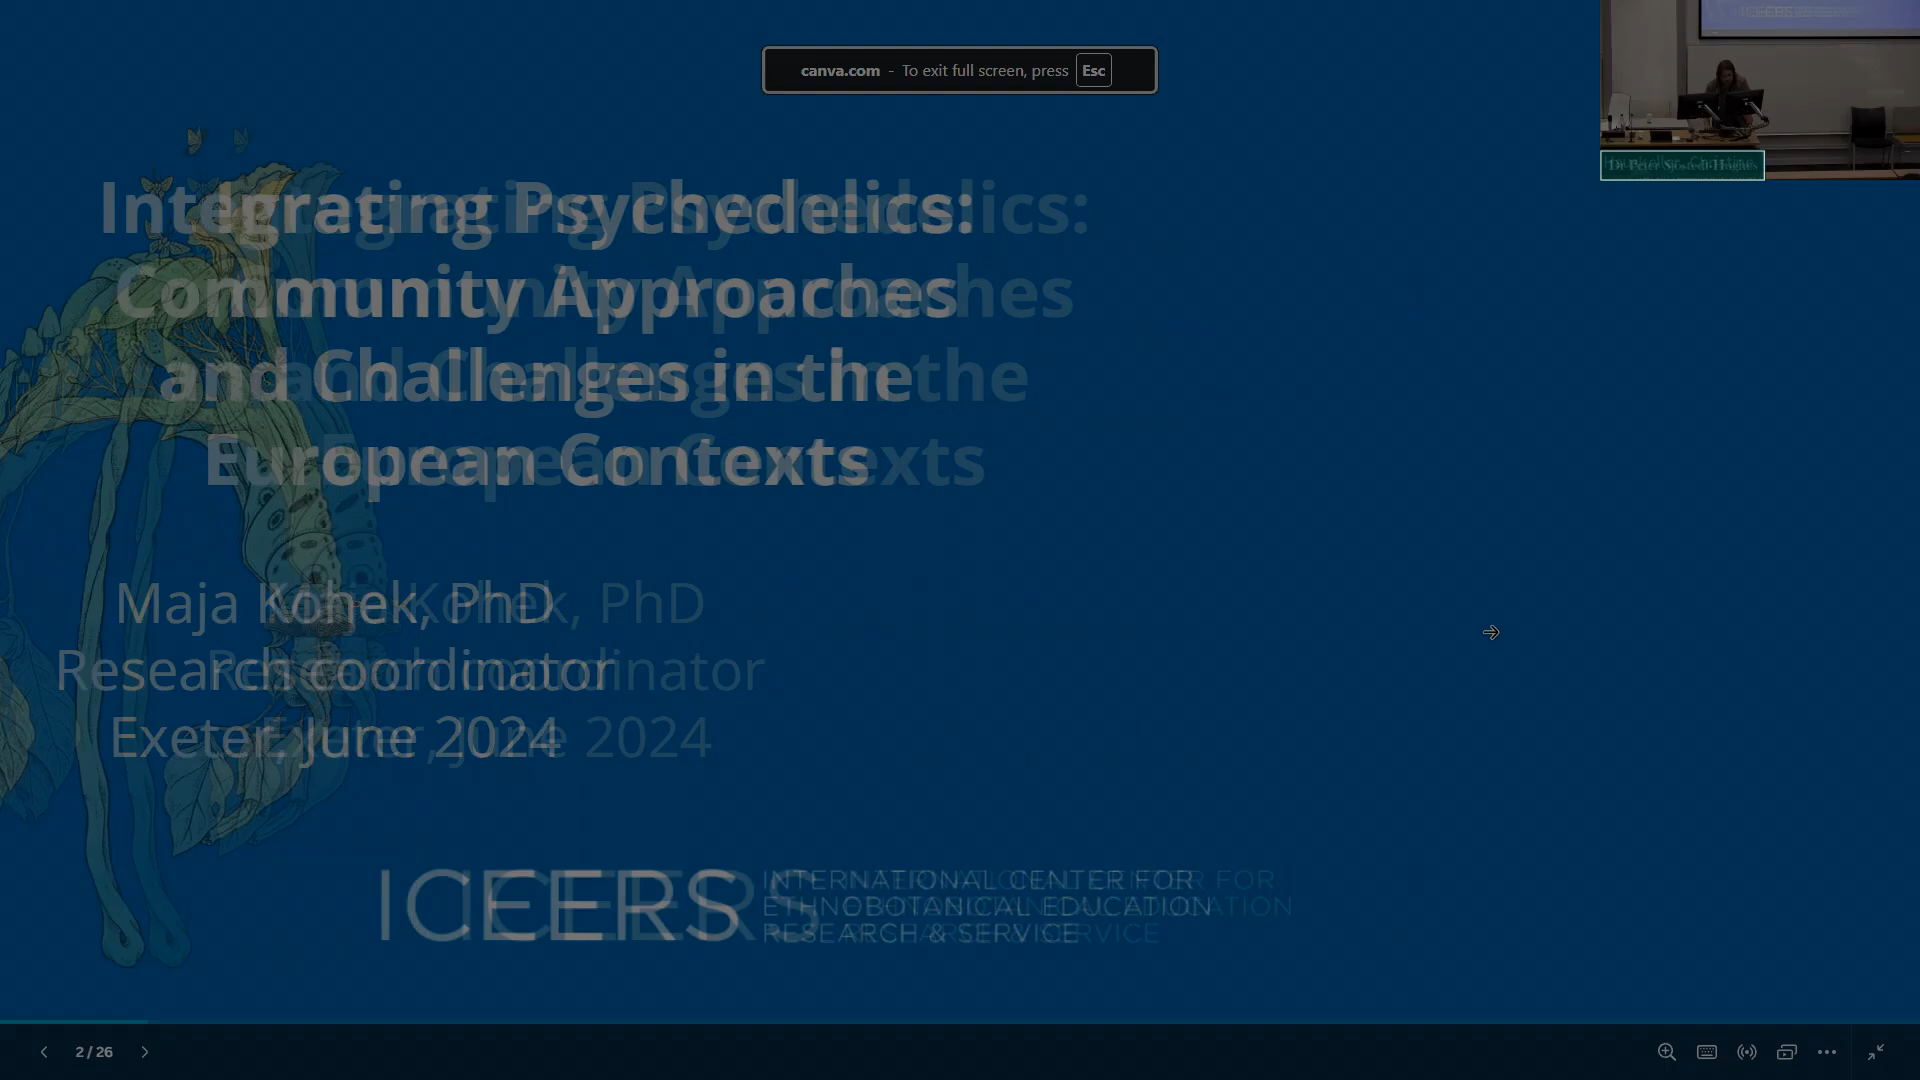 canva.com - To exit full screen, press Esc
Integrating Psychedelics:
Community Approaches
and Challenges in the
European Contexts
Maja Kohek, PhD
Research coordinator
Exeter, June 2024
ICEERS
INTERNATIONAL CENTER FOR
ETHNOBOTANICAL EDUCATION
RESEARCH & SERVICE
2 / 26